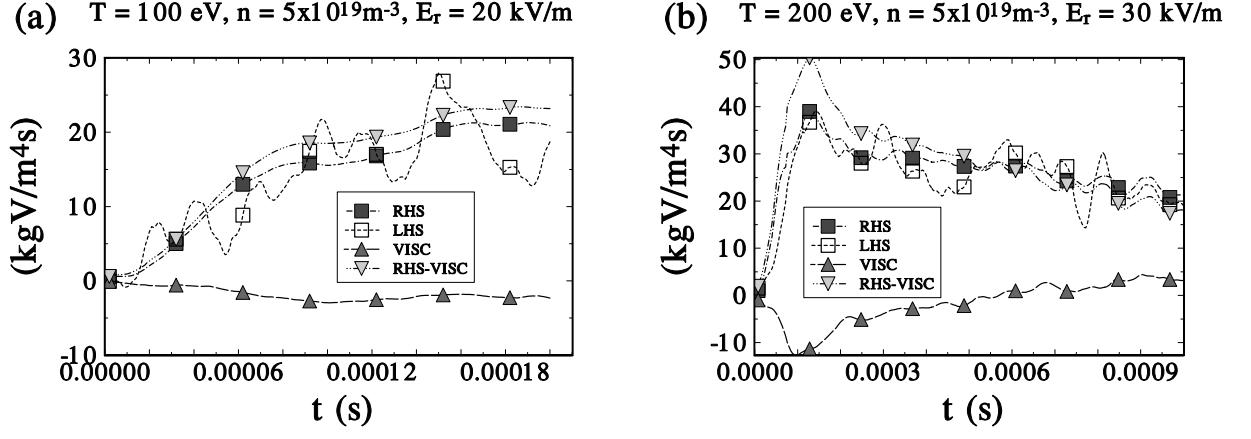 (a) T = 100 eV, n = 5x10¹⁹m⁻³, Eᵣ = 20 kV/m
30
20
10
0
-10
(kgV/m⁴s)
RHS
LHS
VISC
RHS-VISC
0.00000 0.00006 0.00012 0.00018
t (s)
(b) T = 200 eV, n = 5x10¹⁹m⁻³, Eᵣ = 30 kV/m
50
40
30
20
10
0
-10
(kgV/m⁴s)
RHS
LHS
VISC
RHS-VISC
0.0000 0.0003 0.0006 0.0009
t (s)